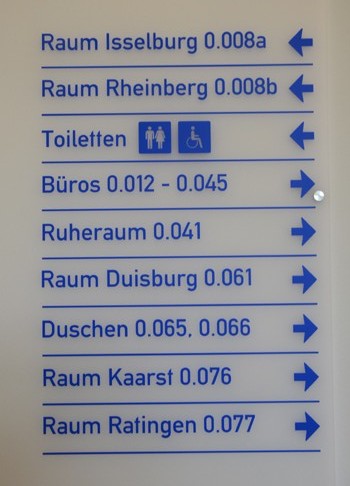 Raum Isselburg 0.008a
Raum Rheinberg 0.008b
Toiletten
Büros 0.012 - 0.045
Ruheraum 0.041
Raum Duisburg 0.061
Duschen 0.065, 0.066
Raum Kaarst 0.076
Raum Ratingen 0.077